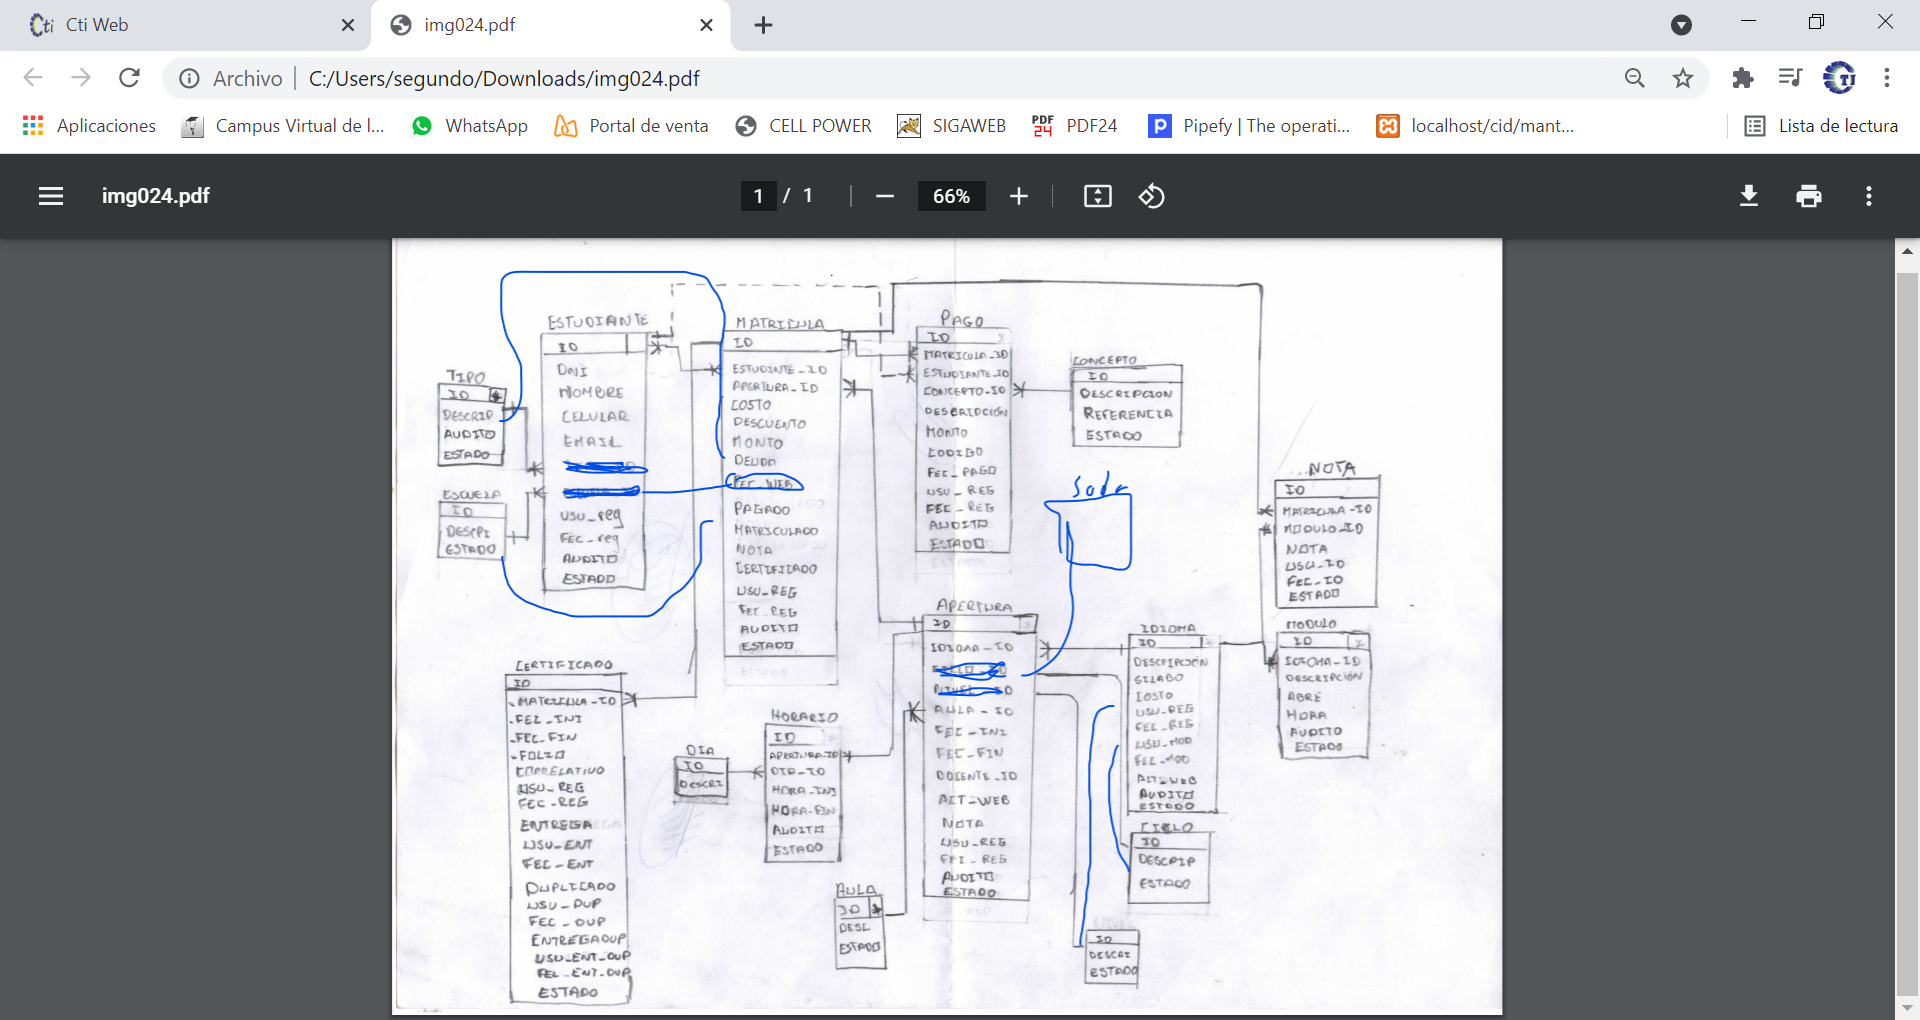 Cti Web
img024.pdf
Archivo
C:/Users/segundo/Downloads/img024.pdf
Aplicaciones
Campus Virtual de l...
WhatsApp
Portal de venta
CELL POWER
SIGAWEB
PDF24
Pipefy | The operati...
localhost/cid/mant...
Lista de lectura
img024.pdf
1 / 1
66%
TIPO
ID
DESCRIP
AUDITO
ESTADO
ESCUELA
ID
DESCRI
ESTADO
ESTUDIANTE
ID
DNI
NOMBRE
CELULAR
EMAIL
USU_reg
FEC_reg
AUDITO
ESTADO
MATRICULA
ID
ESTUDIANTE_ID
APERTURA_ID
COSTO
DESCUENTO
MONTO
DEUDA
FEC_WEB
PAGADO
MATRICULADO
NOTA
CERTIFICADO
USU_REG
FEC_REG
AUDITO
ESTADO
PAGO
ID
MATRICULA_ID
ESTUDIANTE_ID
CONCEPTO_ID
DESCRIPCIÓN
MONTO
CODIGO
FEC_PAGO
USU_REG
FEC_REG
AUDITO
ESTADO
CONCEPTO
ID
DESCRIPCION
REFERENCIA
ESTADO
NOTA
ID
MATRICULA_ID
MODULO_ID
NOTA
USU_ID
FEC_ID
ESTADO
MODULO
ID
IDIOMA_ID
DESCRIPCIÓN
ABRE
HORA
AUDITO
ESTADO
IDIOMA
ID
DESCRIPCIÓN
SILABO
COSTO
USU_REG
FEC_REG
USU_MOD
FEC_MOD
ACT_WEB
AUDITO
ESTADO
CICLO
ID
DESCRIP
ESTADO
ID
DESCRI
ESTADO
APERTURA
ID
IDIOMA_ID
AULA_ID
FEC_INI
FEC_FIN
DOCENTE_ID
ACT_WEB
NOTA
USU_REG
FEC_REG
AUDITO
ESTADO
AULA
ID
DESC
ESTADO
HORARIO
ID
APERTURA_ID
DIA_ID
HORA_INI
HORA_FIN
AUDITO
ESTADO
DIA
ID
DESCRI
CERTIFICADO
ID
MATRICULA_ID
FEC_INI
FEC_FIN
FOLIO
CORRELATIVO
USU_REG
FEC_REG
ENTREGA
USU_ENT
FEC_ENT
DUPLICADO
USU_DUP
FEC_DUP
ENTREGADUP
USU_ENT_DUP
FEC_ENT_DUP
ESTADO